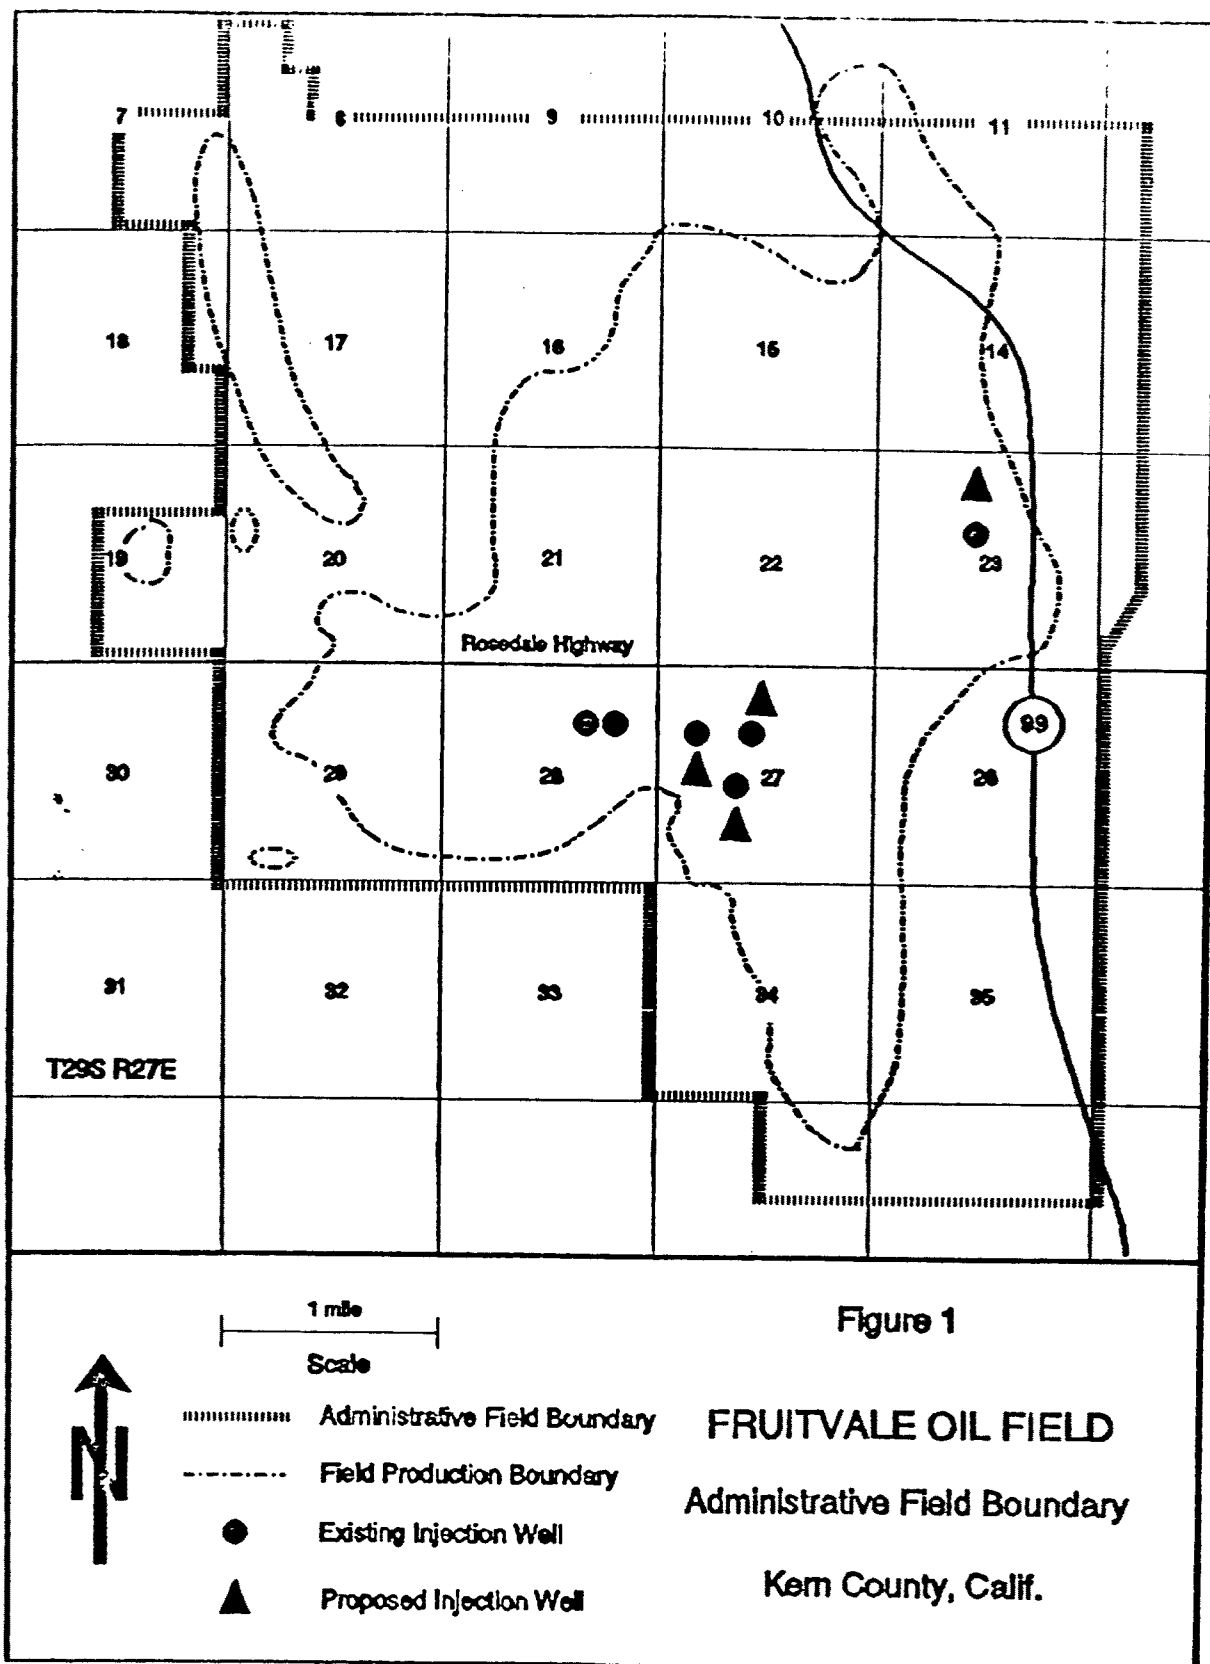 7 8 9 10 11
18 17 16 15 14
19 20 21 22 23
Rosedale Highway
99
30 29 28 27 26
31 32 33 34 35
T29S R27E
1 mile
Scale
Figure 1
N
Administrative Field Boundary
Field Production Boundary
Existing Injection Well
Proposed Injection Well
FRUITVALE OIL FIELD
Administrative Field Boundary
Kern County, Calif.